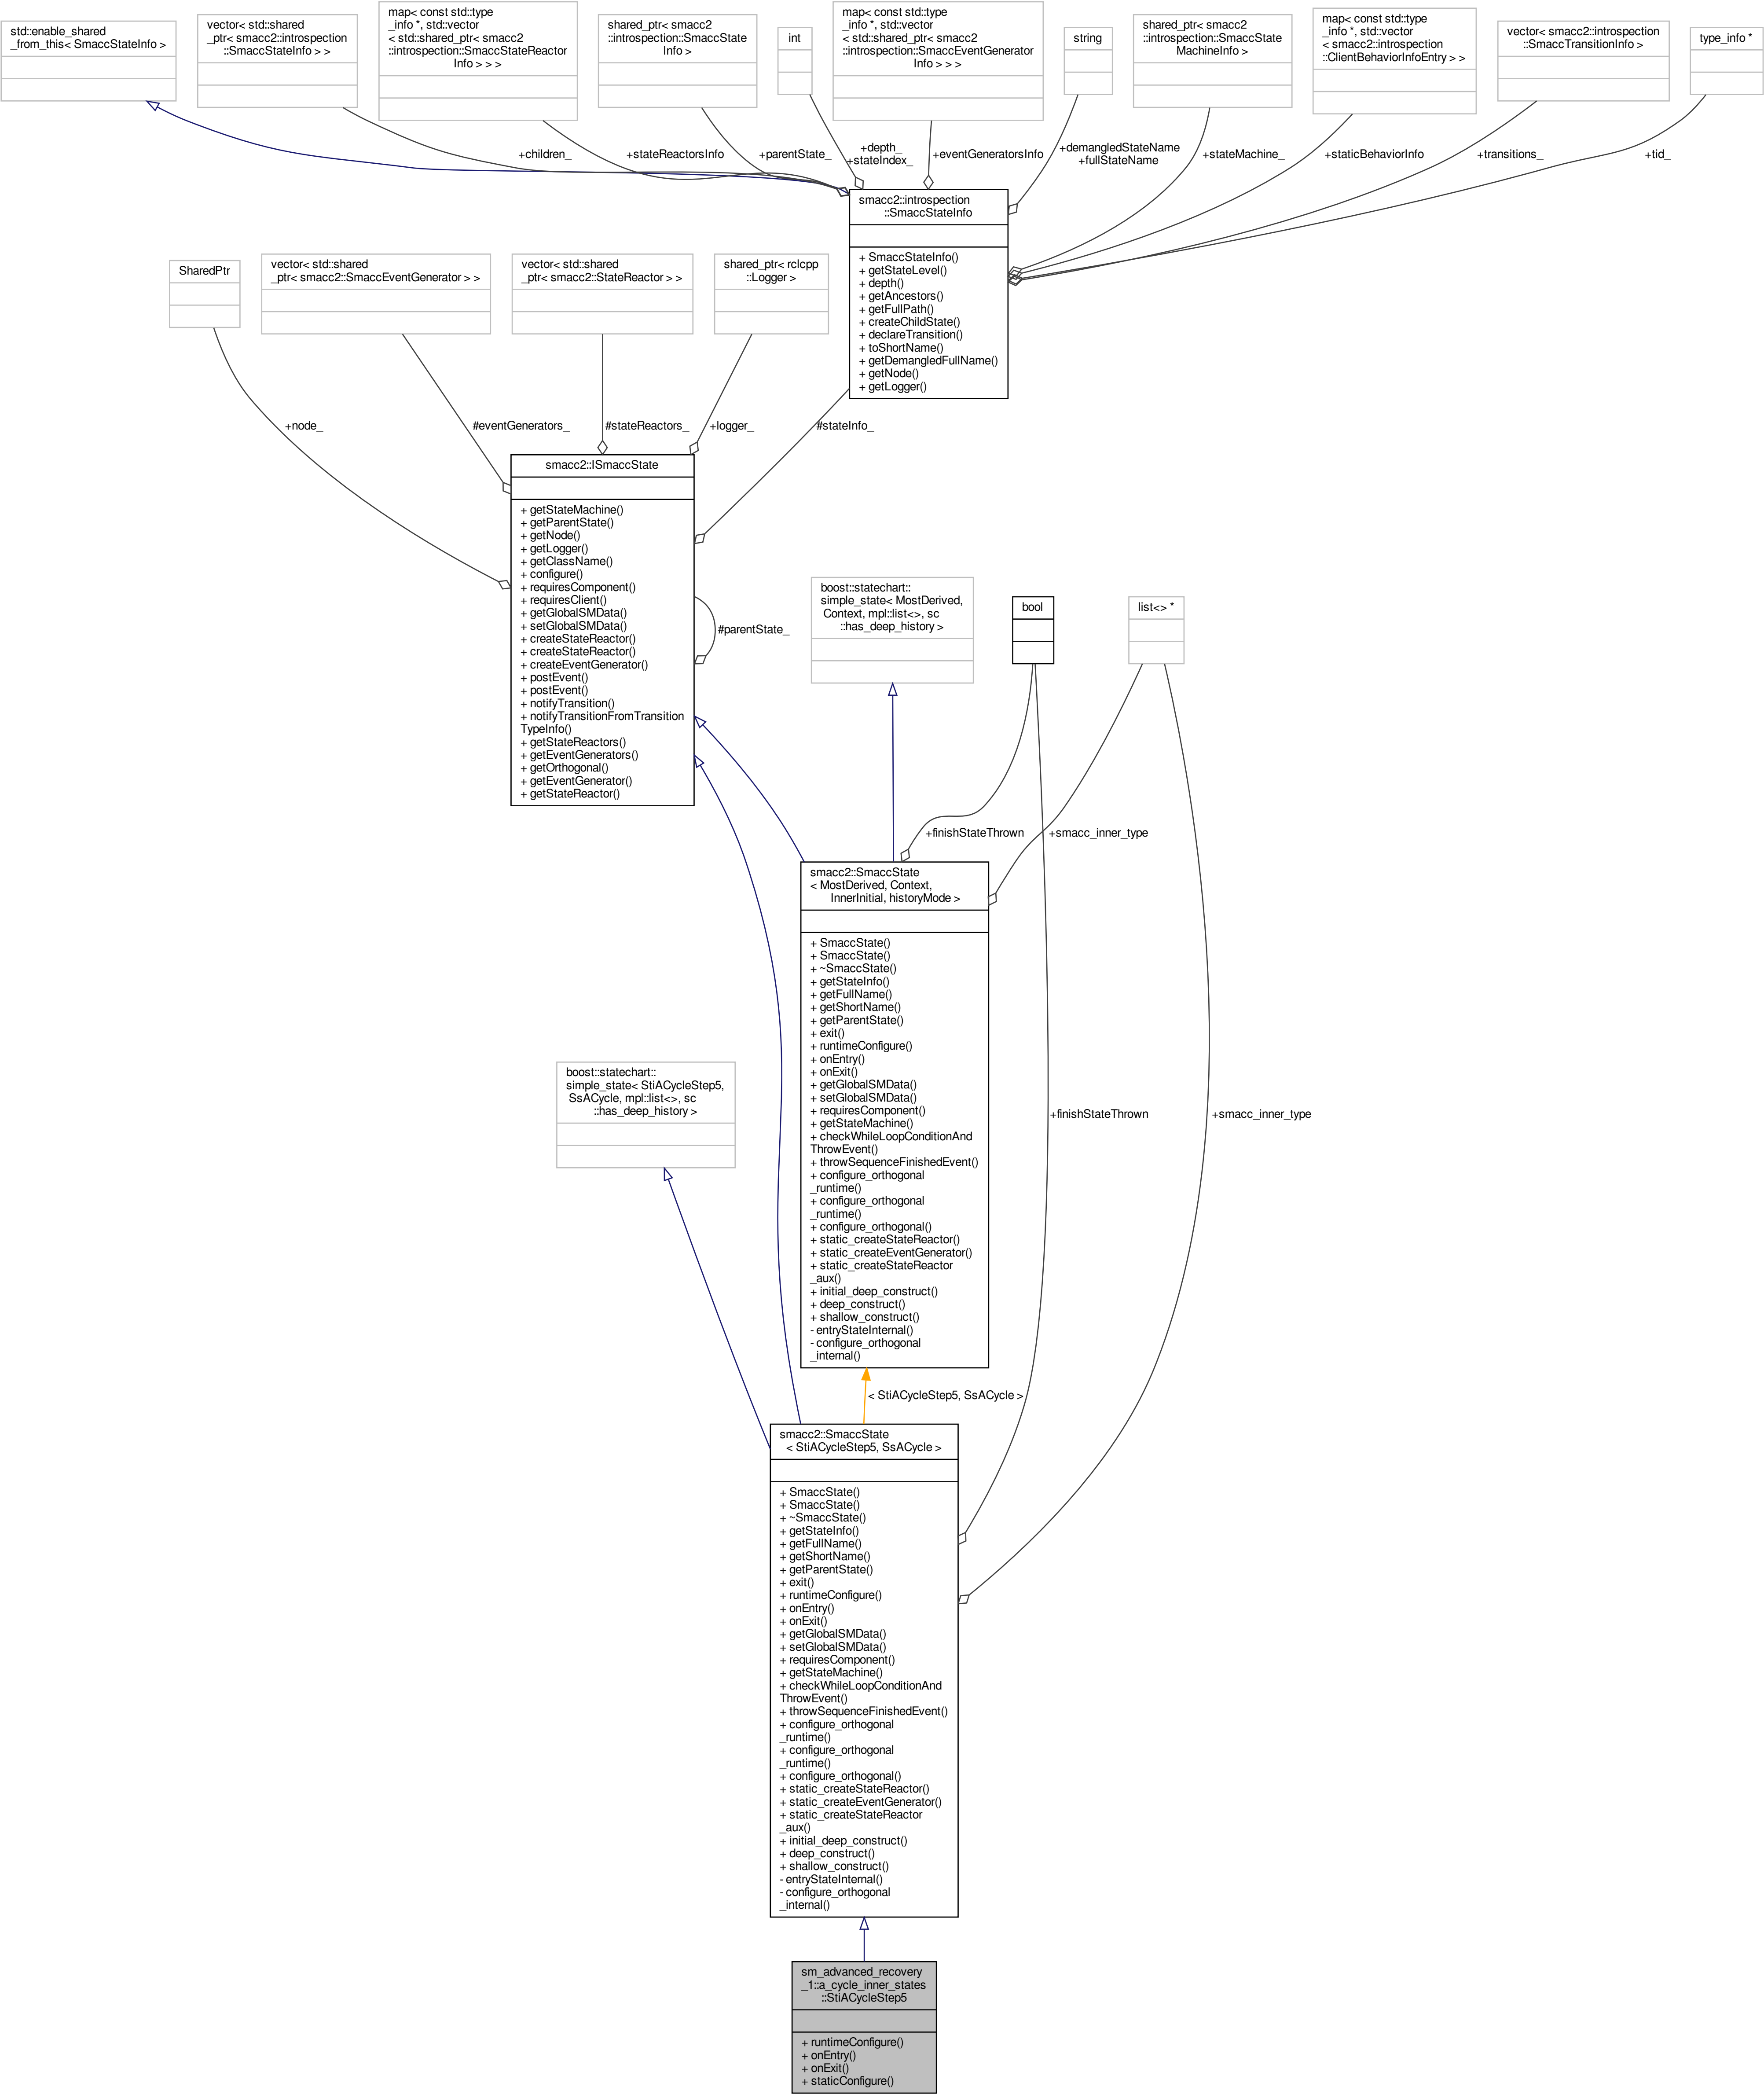 std::enable_shared
_from_this< SmaccStateInfo >
vector< std::shared
_ptr< smacc2::introspection
::SmaccStateInfo > >
map< const std::type
_info *, std::vector
< std::shared_ptr< smacc2
::introspection::SmaccStateReactor
Info > > >
shared_ptr< smacc2
::introspection::SmaccState
Info >
int
map< const std::type
_info *, std::vector
< std::shared_ptr< smacc2
::introspection::SmaccEventGenerator
Info > > >
string
shared_ptr< smacc2
::introspection::SmaccState
MachineInfo >
map< const std::type
_info *, std::vector
< smacc2::introspection
::ClientBehaviorInfoEntry > >
vector< smacc2::introspection
::SmaccTransitionInfo >
type_info *
+children_
+stateReactorsInfo
+parentState_
+depth_
+stateIndex_
+eventGeneratorsInfo
+demangledStateName
+fullStateName
+stateMachine_
+staticBehaviorInfo
+transitions_
+tid_
smacc2::introspection
::SmaccStateInfo
+ SmaccStateInfo()
+ getStateLevel()
+ depth()
+ getAncestors()
+ getFullPath()
+ createChildState()
+ declareTransition()
+ toShortName()
+ getDemangledFullName()
+ getNode()
+ getLogger()
SharedPtr
vector< std::shared
_ptr< smacc2::SmaccEventGenerator > >
vector< std::shared
_ptr< smacc2::StateReactor > >
shared_ptr< rclcpp
::Logger >
+node_
#eventGenerators_
#stateReactors_
+logger_
#stateInfo_
smacc2::ISmaccState
+ getStateMachine()
+ getParentState()
+ getNode()
+ getLogger()
+ getClassName()
+ configure()
+ requiresComponent()
+ requiresClient()
+ getGlobalSMData()
+ setGlobalSMData()
+ createStateReactor()
+ createStateReactor()
+ createEventGenerator()
+ postEvent()
+ postEvent()
+ notifyTransition()
+ notifyTransitionFromTransition
TypeInfo()
+ getStateReactors()
+ getEventGenerators()
+ getOrthogonal()
+ getEventGenerator()
+ getStateReactor()
#parentState_
boost::statechart::
simple_state< MostDerived,
Context, mpl::list<>, sc
::has_deep_history >
bool
list<> *
+finishStateThrown
+smacc_inner_type
smacc2::SmaccState
< MostDerived, Context,
InnerInitial, historyMode >
+ SmaccState()
+ SmaccState()
+ ~SmaccState()
+ getStateInfo()
+ getFullName()
+ getShortName()
+ getParentState()
+ exit()
+ runtimeConfigure()
+ onEntry()
+ onExit()
+ getGlobalSMData()
+ setGlobalSMData()
+ requiresComponent()
+ getStateMachine()
+ checkWhileLoopConditionAnd
ThrowEvent()
+ throwSequenceFinishedEvent()
+ configure_orthogonal
_runtime()
+ configure_orthogonal
_runtime()
+ configure_orthogonal()
+ static_createStateReactor()
+ static_createEventGenerator()
+ static_createStateReactor
_aux()
+ initial_deep_construct()
+ deep_construct()
+ shallow_construct()
- entryStateInternal()
- configure_orthogonal
_internal()
boost::statechart::
simple_state< StiACycleStep5,
SsACycle, mpl::list<>, sc
::has_deep_history >
+finishStateThrown
+smacc_inner_type
< StiACycleStep5, SsACycle >
smacc2::SmaccState
< StiACycleStep5, SsACycle >
+ SmaccState()
+ SmaccState()
+ ~SmaccState()
+ getStateInfo()
+ getFullName()
+ getShortName()
+ getParentState()
+ exit()
+ runtimeConfigure()
+ onEntry()
+ onExit()
+ getGlobalSMData()
+ setGlobalSMData()
+ requiresComponent()
+ getStateMachine()
+ checkWhileLoopConditionAnd
ThrowEvent()
+ throwSequenceFinishedEvent()
+ configure_orthogonal
_runtime()
+ configure_orthogonal
_runtime()
+ configure_orthogonal()
+ static_createStateReactor()
+ static_createEventGenerator()
+ static_createStateReactor
_aux()
+ initial_deep_construct()
+ deep_construct()
+ shallow_construct()
- entryStateInternal()
- configure_orthogonal
_internal()
sm_advanced_recovery
_1::a_cycle_inner_states
::StiACycleStep5
+ runtimeConfigure()
+ onEntry()
+ onExit()
+ staticConfigure()